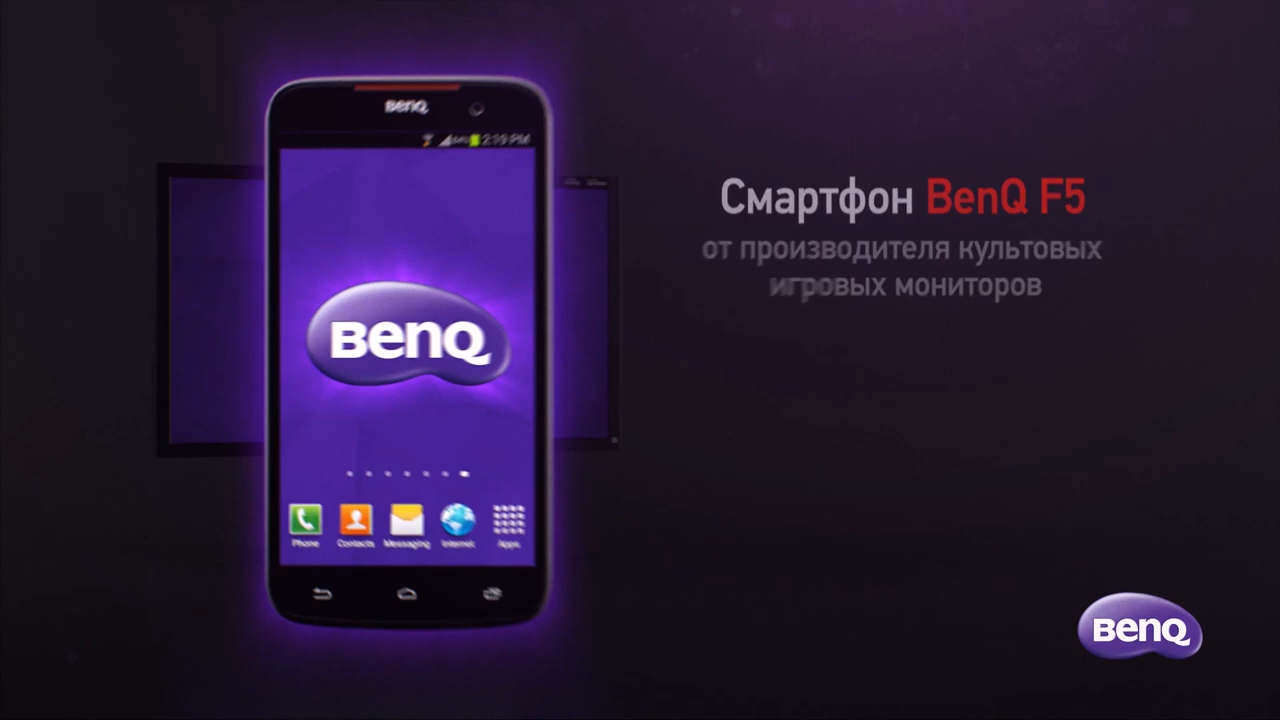 BenQ
2:19 PM
BenQ
Phone Contacts Messaging Internet Apps
Смартфон BenQ F5
от производителя культовых
игровых мониторов
BenQ